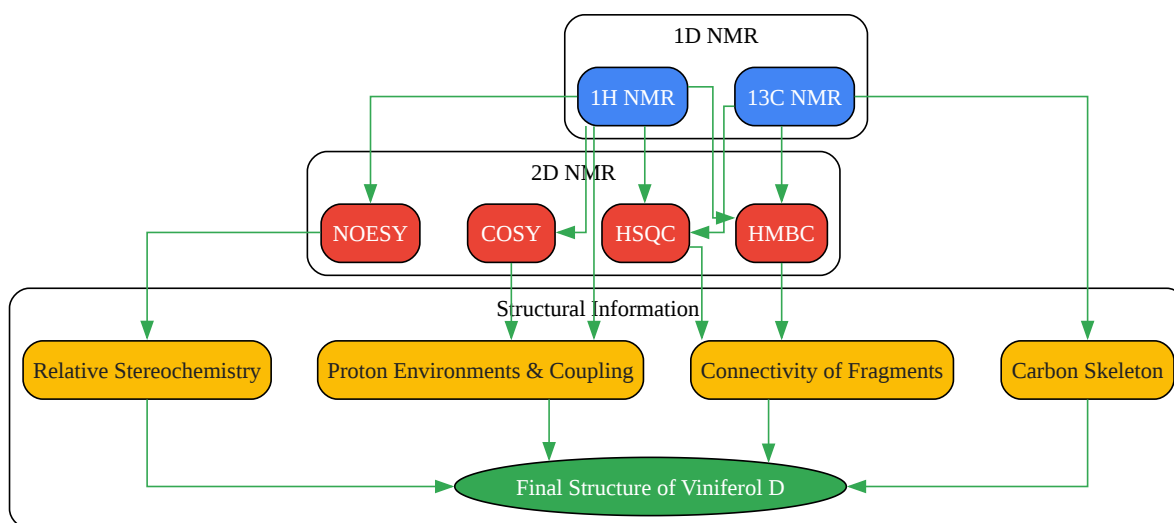 1D NMR
1H NMR
13C NMR
2D NMR
NOESY
COSY
HSQC
HMBC
Structural Information
Relative Stereochemistry
Proton Environments & Coupling
Connectivity of Fragments
Carbon Skeleton
Final Structure of Viniferol D